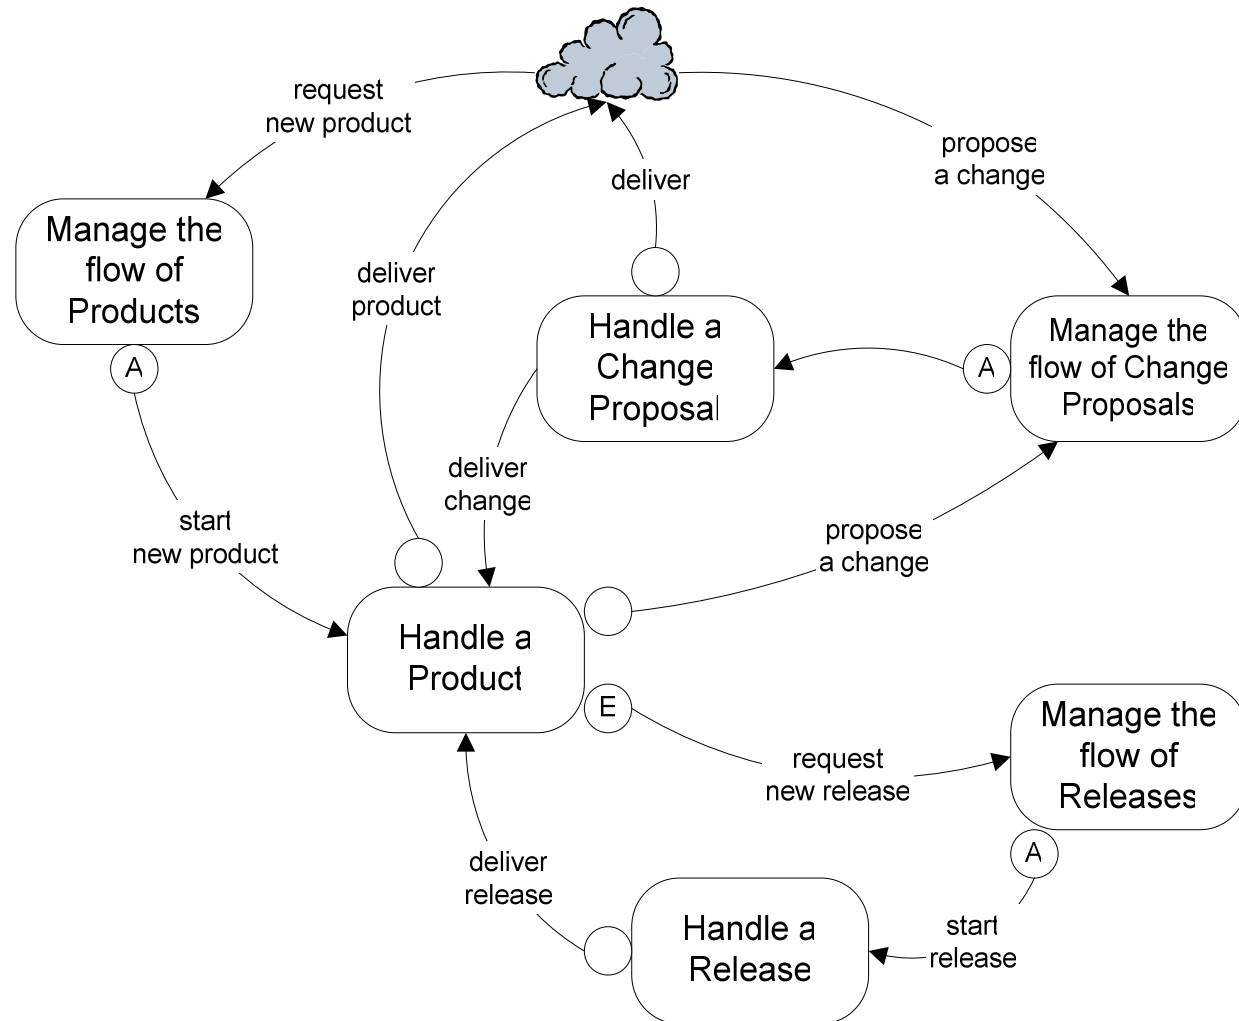 request
new product
propose
a change
deliver
Manage the
flow of
Products
deliver
product
Handle a
Change
Proposal
Manage the
flow of Change
Proposals
A
A
deliver
change
start
new product
propose
a change
Handle a
Product
E
Manage the
flow of
Releases
request
new release
A
deliver
release
Handle a
Release
start
release